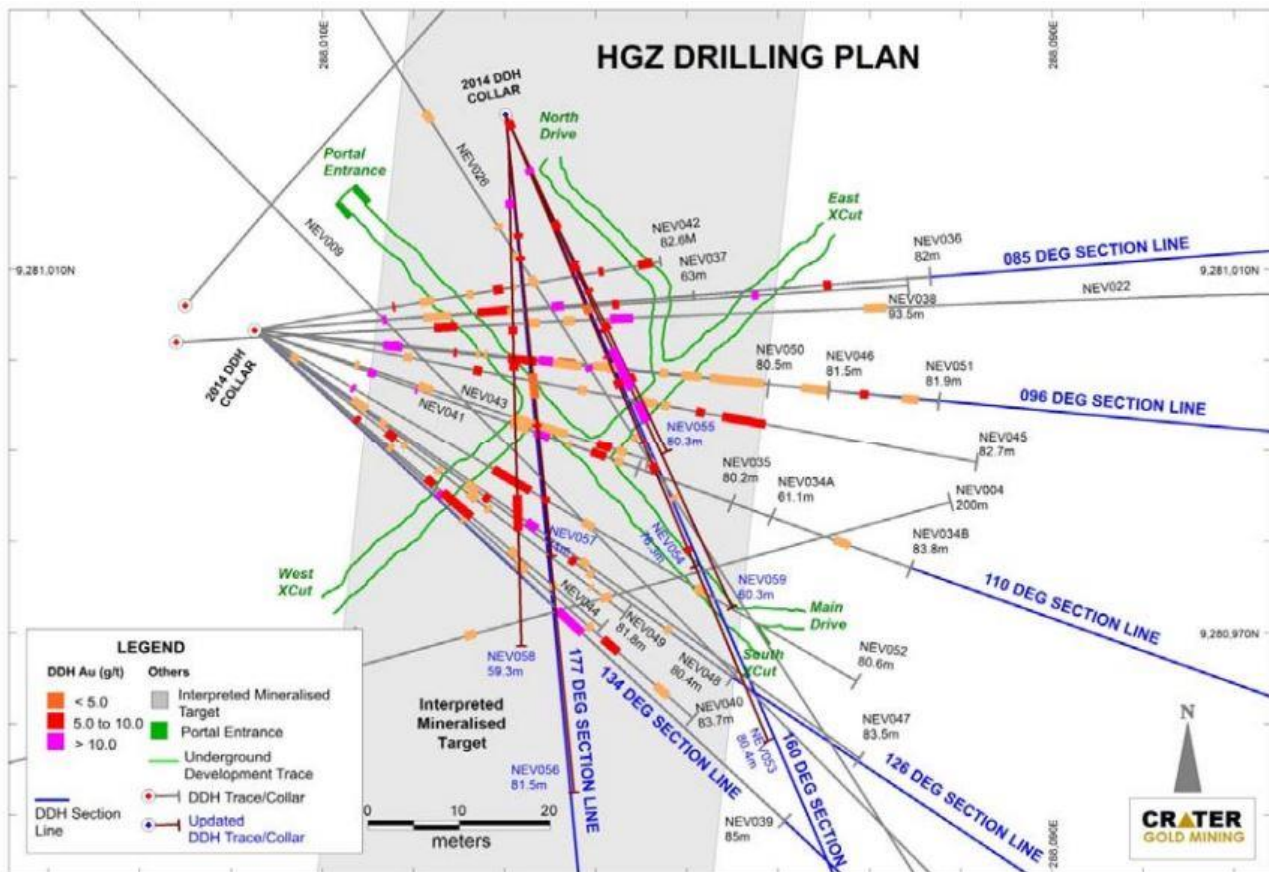 288,010E
288,090E
HGZ DRILLING PLAN
2014 DDH
COLLAR
North
Drive
Portal
Entrance
NEV026
East
XCut
NEV009
NEV042
82.6M
NEV037
63m
NEV036
82m
085 DEG SECTION LINE
9,281,010N
9,281,010N
NEV022
NEV038
93.5m
2014 DDH
COLLAR
NEV050
80.5m
NEV046
81.5m
NEV051
81.9m
096 DEG SECTION LINE
NEV043
NEV041
NEV055
80.3m
NEV045
82.7m
NEV035
80.2m
NEV034A
61.1m
NEV004
200m
NEV034B
83.8m
110 DEG SECTION LINE
NEV057
NEV054
76.3m
West
XCut
NEV059
60.3m
Main
Drive
South
XCut
NEV044
81.8m
NEV049
NEV048
80.4m
NEV052
80.6m
9,280,970N
NEV058
59.3m
177 DEG SECTION LINE
134 DEG SECTION LINE
NEV040
83.7m
NEV047
83.5m
Interpreted
Mineralised
Target
NEV053
80.4m
160 DEG SECTION
126 DEG SECTION LINE
NEV056
81.5m
NEV039
85m
288,090E
LEGEND
DDH Au (g/t)
< 5.0
5.0 to 10.0
> 10.0
DDH Section
Line
Others
Interpreted Mineralised
Target
Portal Entrance
Underground
Development Trace
DDH Trace/Collar
Updated
DDH Trace/Collar
0 10 20
meters
N
CRATER
GOLD MINING